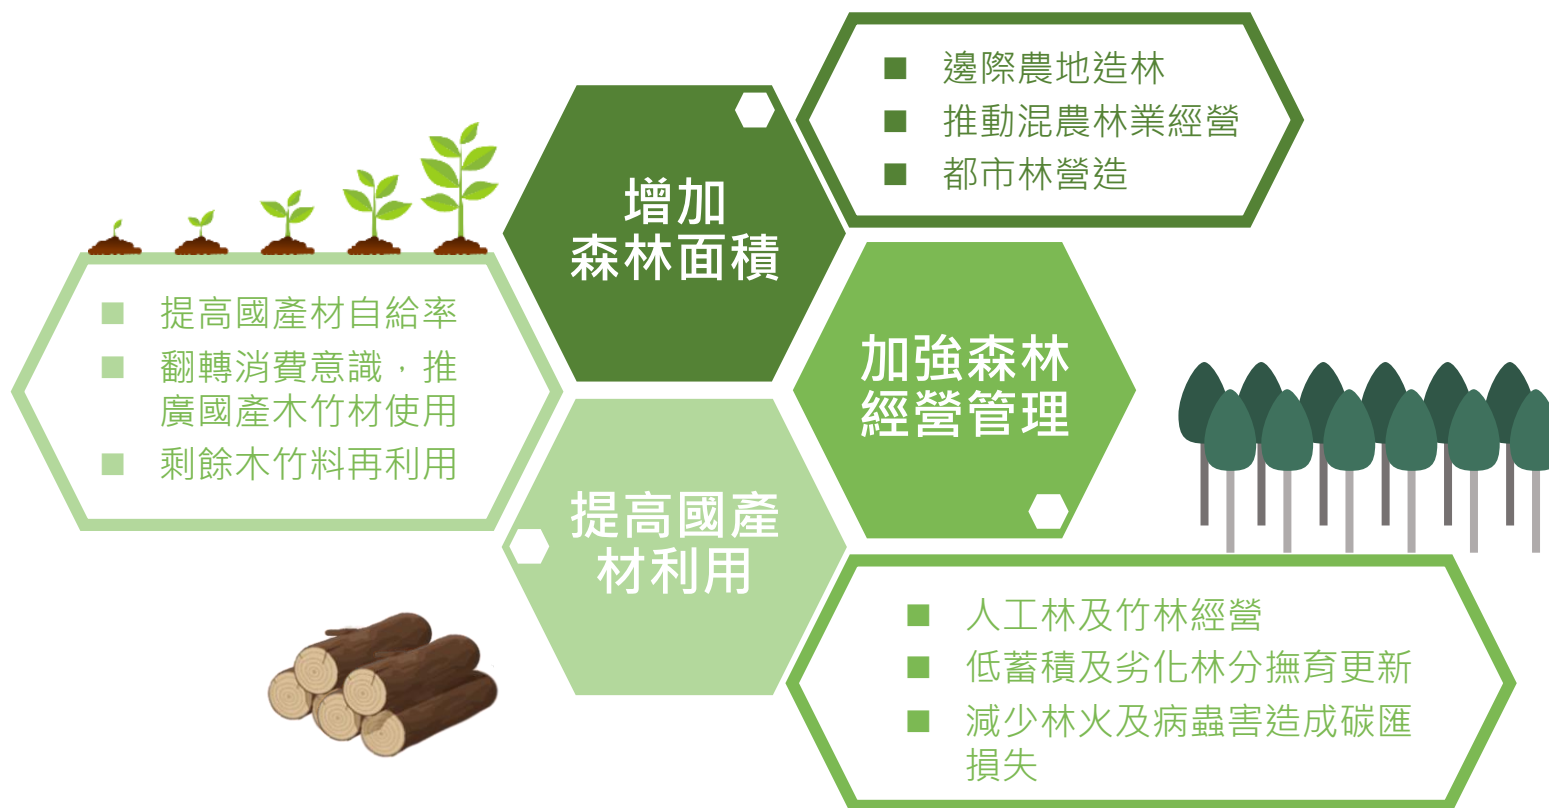 增加
森林面積
邊際農地造林
推動混農林業經營
都市林營造
加強森林
經營管理
人工林及竹林經營
低蓄積及劣化林分撫育更新
減少林火及病蟲害造成碳匯
損失
提高國產
材利用
提高國產材自給率
翻轉消費意識，推
廣國產木竹材使用
剩餘木竹料再利用